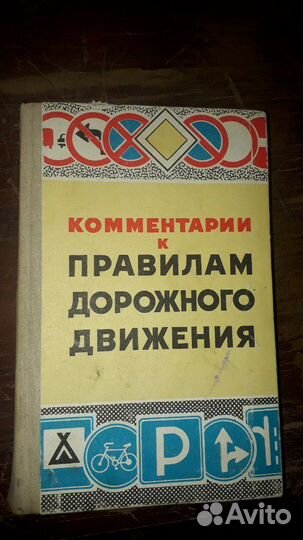 КОММЕНТАРИИ
К
ПРАВИЛАМ
ДОРОЖНОГО
ДВИЖЕНИЯ
P
Avito